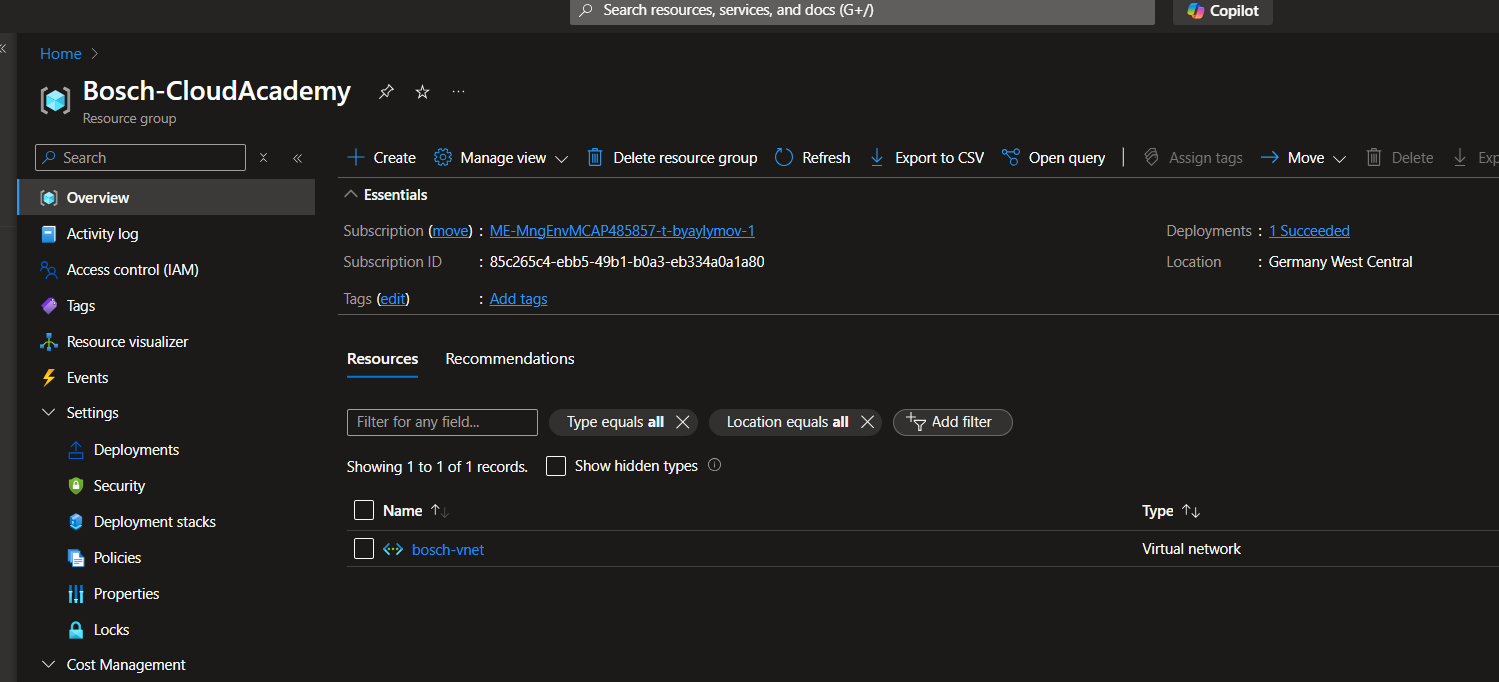 Search resources, services, and docs (G+/)
Copilot
Home
Bosch-CloudAcademy
Resource group
Search
Overview
Activity log
Access control (IAM)
Tags
Resource visualizer
Events
Settings
Deployments
Security
Deployment stacks
Policies
Properties
Locks
Cost Management
Create Manage view Delete resource group Refresh Export to CSV Open query Assign tags Move Delete Exp
Essentials
Subscription (move) : ME-MngEnvMCAP485857-t-byaylymov-1
Subscription ID : 85c265c4-ebb5-49b1-b0a3-eb334a0a1a80
Tags (edit) : Add tags
Deployments : 1 Succeeded
Location : Germany West Central
Resources Recommendations
Filter for any field... Type equals all Location equals all Add filter
Showing 1 to 1 of 1 records. Show hidden types
Name Type
bosch-vnet Virtual network